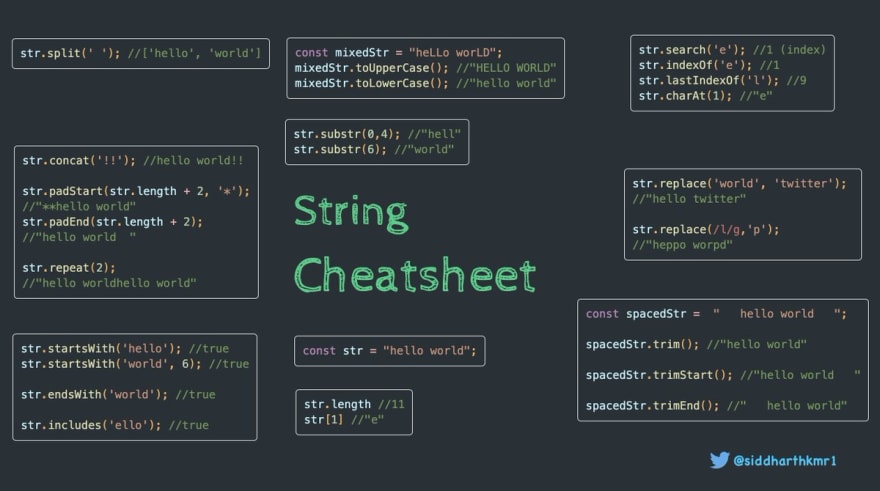 str.split(' '); //['hello', 'world']
const mixedStr = "heLLo worLD";
mixedStr.toUpperCase(); //"HELLO WORLD"
mixedStr.toLowerCase(); //"hello world"
str.search('e'); //1 (index)
str.indexOf('e'); //1
str.lastIndexOf('l'); //9
str.charAt(1); //"e"
str.substr(0,4); //"hell"
str.substr(6); //"world"
str.concat('!!'); //hello world!!
str.padStart(str.length + 2, '*');
//"**hello world"
str.padEnd(str.length + 2);
//"hello world  "
str.repeat(2);
//"hello worldhello world"
String
Cheatsheet
str.replace('world', 'twitter');
//"hello twitter"
str.replace(/l/g,'p');
//"heppo worpd"
str.startsWith('hello'); //true
str.startsWith('world', 6); //true
str.endsWith('world'); //true
str.includes('ello'); //true
const str = "hello world";
str.length //11
str[1] //"e"
const spacedStr =  "   hello world   ";
spacedStr.trim(); //"hello world"
spacedStr.trimStart(); //"hello world   "
spacedStr.trimEnd(); //"   hello world"
@siddharthkmr1